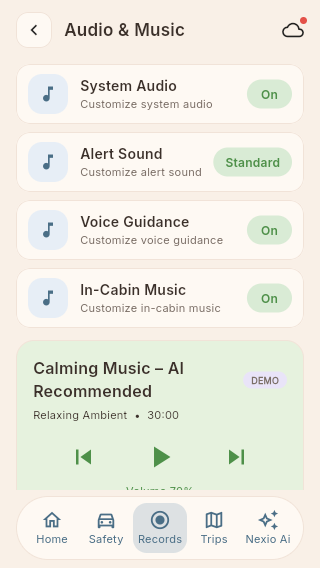 Audio & Music
System Audio
Customize system audio
On
Alert Sound
Customize alert sound
Standard
Voice Guidance
Customize voice guidance
On
In-Cabin Music
Customize in-cabin music
On
Calming Music – AI
Recommended
DEMO
Relaxing Ambient • 30:00
Volume 70%
Home
Safety
Records
Trips
Nexio Ai